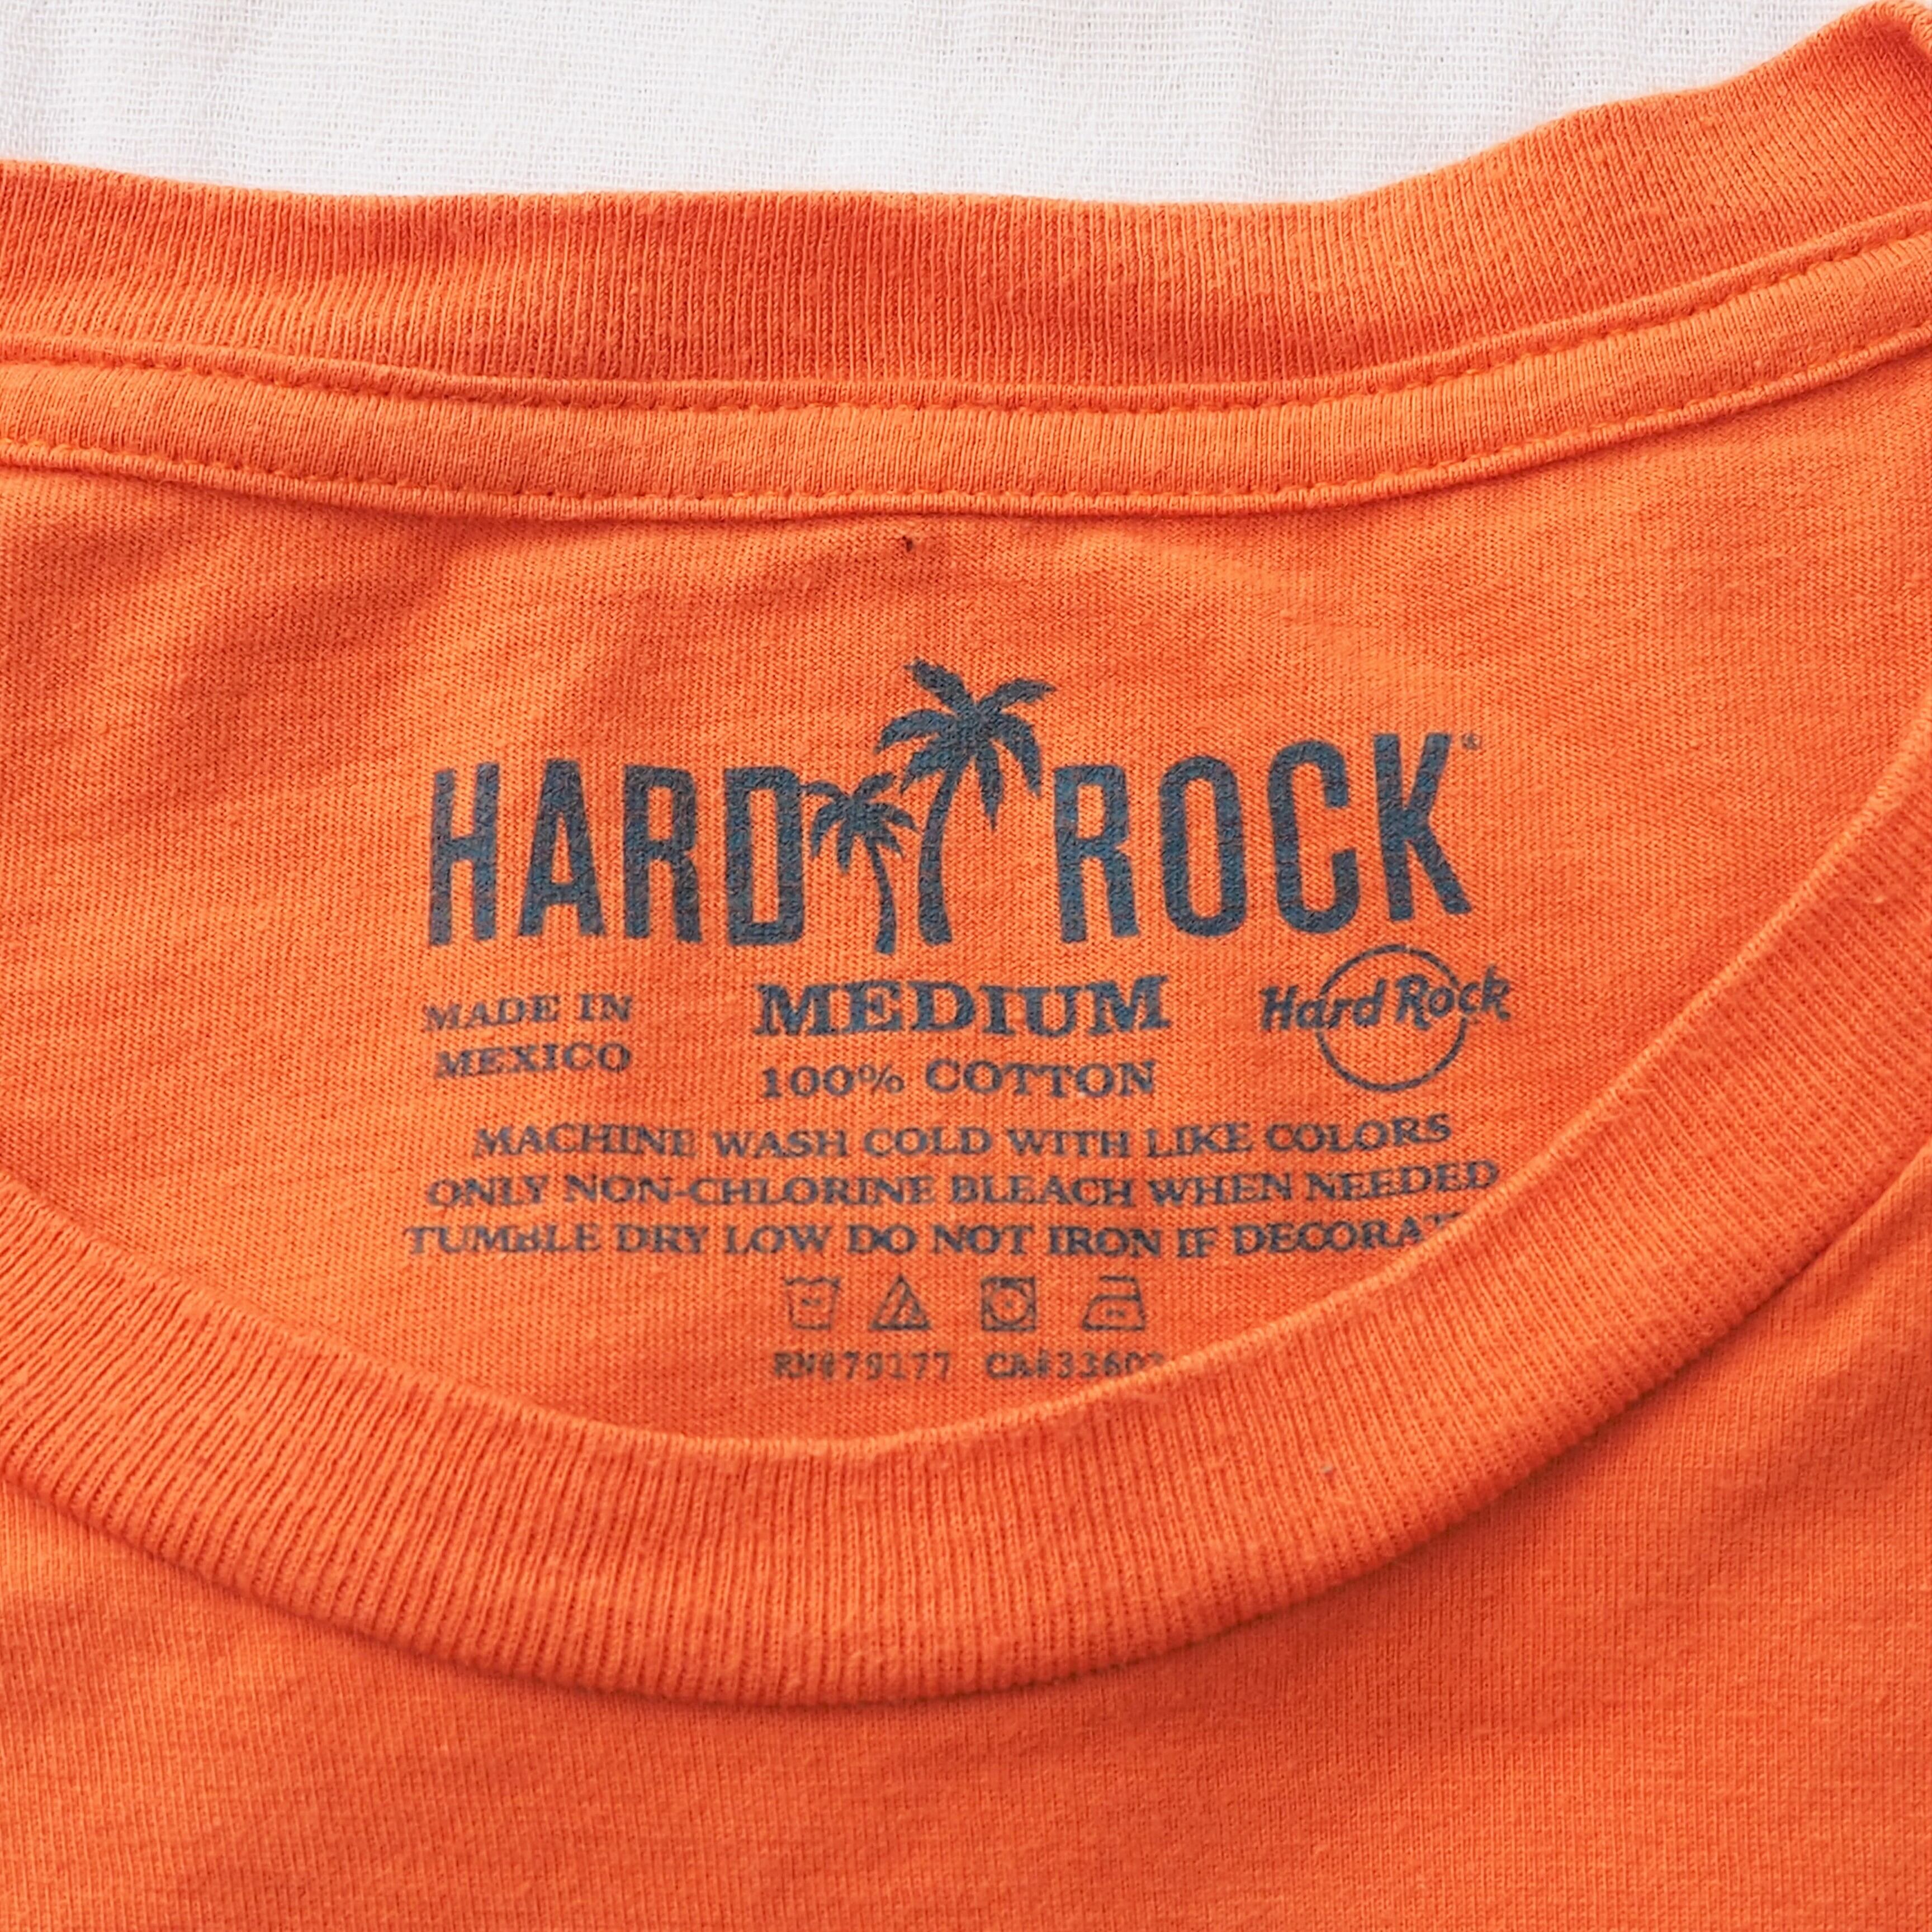 HARD ROCK
MADE IN
MEXICO
MEDIUM
100% COTTON
Hard Rock
MACHINE WASH COLD WITH LIKE COLORS
ONLY NON-CHLORINE BLEACH WHEN NEEDED
TUMBLE DRY LOW DO NOT IRON IF
RN#79177